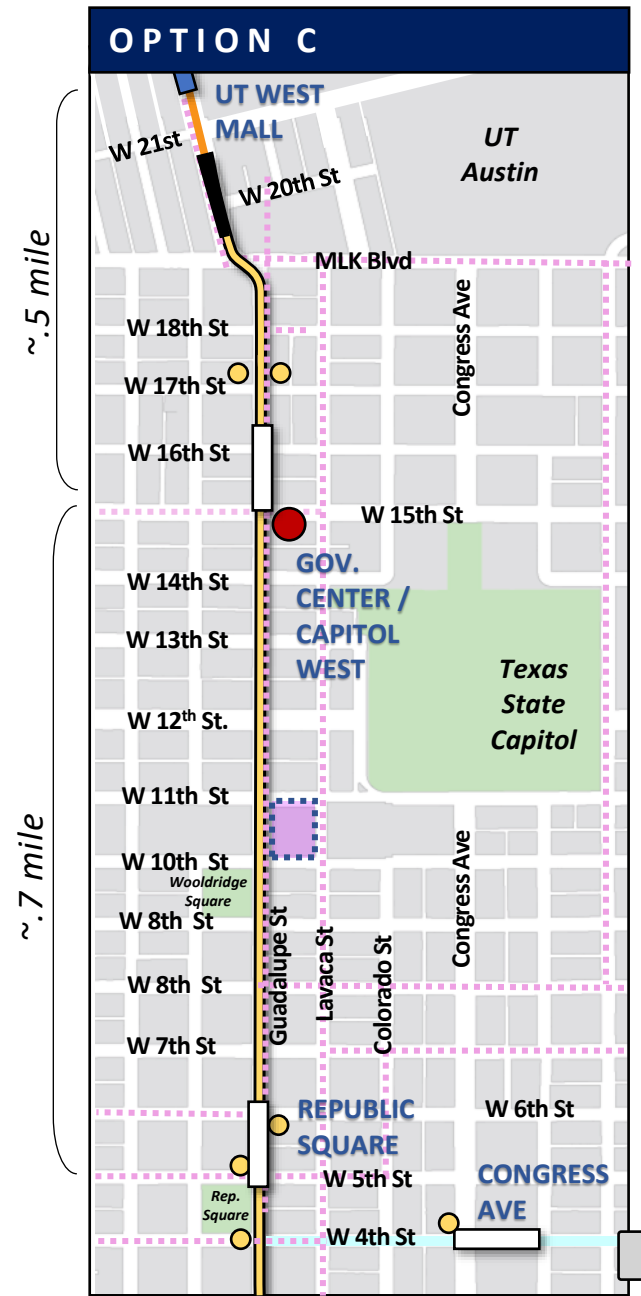 OPTION C
UT WEST
MALL
UT
Austin
W 21st
W 20th St
~.5 mile
MLK Blvd
W 18th St
Congress Ave
W 17th St
W 16th St
W 15th St
GOV.
CENTER /
CAPITOL
WEST
W 14th St
W 13th St
Texas
State
Capitol
W 12th St.
W 11th St
~.7 mile
W 10th St
Wooldridge
Square
W 8th St
Guadalupe St
Lavaca St
Colorado St
Congress Ave
W 8th St
W 7th St
REPUBLIC
SQUARE
W 6th St
W 5th St
CONGRESS
AVE
Rep.
Square
W 4th St